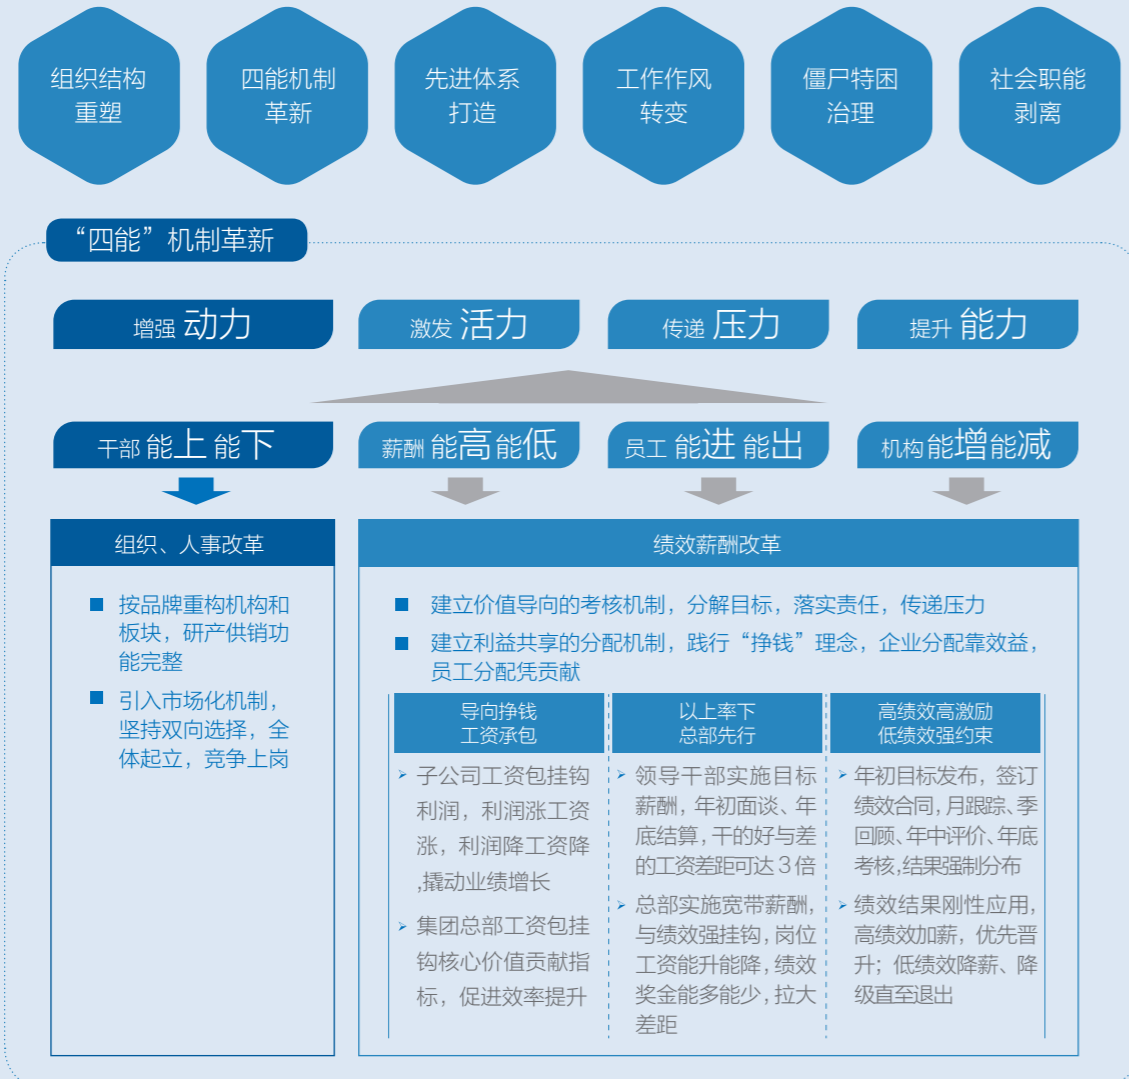 组织结构
重塑
四能机制
革新
先进体系
打造
工作作风
转变
僵尸特困
治理
社会职能
剥离
“四能”机制革新
增强 动力
激发 活力
传递 压力
提升 能力
干部 能上 能下
薪酬 能高能低
员工 能进 能出
机构能增能减
组织、人事改革
按品牌重构机构和
板块，研产供销功
能完整
引入市场化机制，
坚持双向选择，全
体起立，竞争上岗
绩效薪酬改革
建立价值导向的考核机制，分解目标，落实责任，传递压力
建立利益共享的分配机制，践行“挣钱”理念，企业分配靠效益，
员工分配凭贡献
导向挣钱
工资承包
子公司工资包挂钩
利润，利润涨工资
涨，利润降工资降
,撬动业绩增长
集团总部工资包挂
钩核心价值贡献指
标，促进效率提升
以上率下
总部先行
领导干部实施目标
薪酬，年初面谈、年
底结算，干的好与差
的工资差距可达 3 倍
总部实施宽带薪酬，
与绩效强挂钩，岗位
工资能升能降，绩效
奖金能多能少，拉大
差距
高绩效高激励
低绩效强约束
年初目标发布，签订
绩效合同，月跟踪、季
回顾、年中评价、年底
考核,结果强制分布
绩效结果刚性应用，
高绩效加薪，优先晋
升；低绩效降薪、降
级直至退出